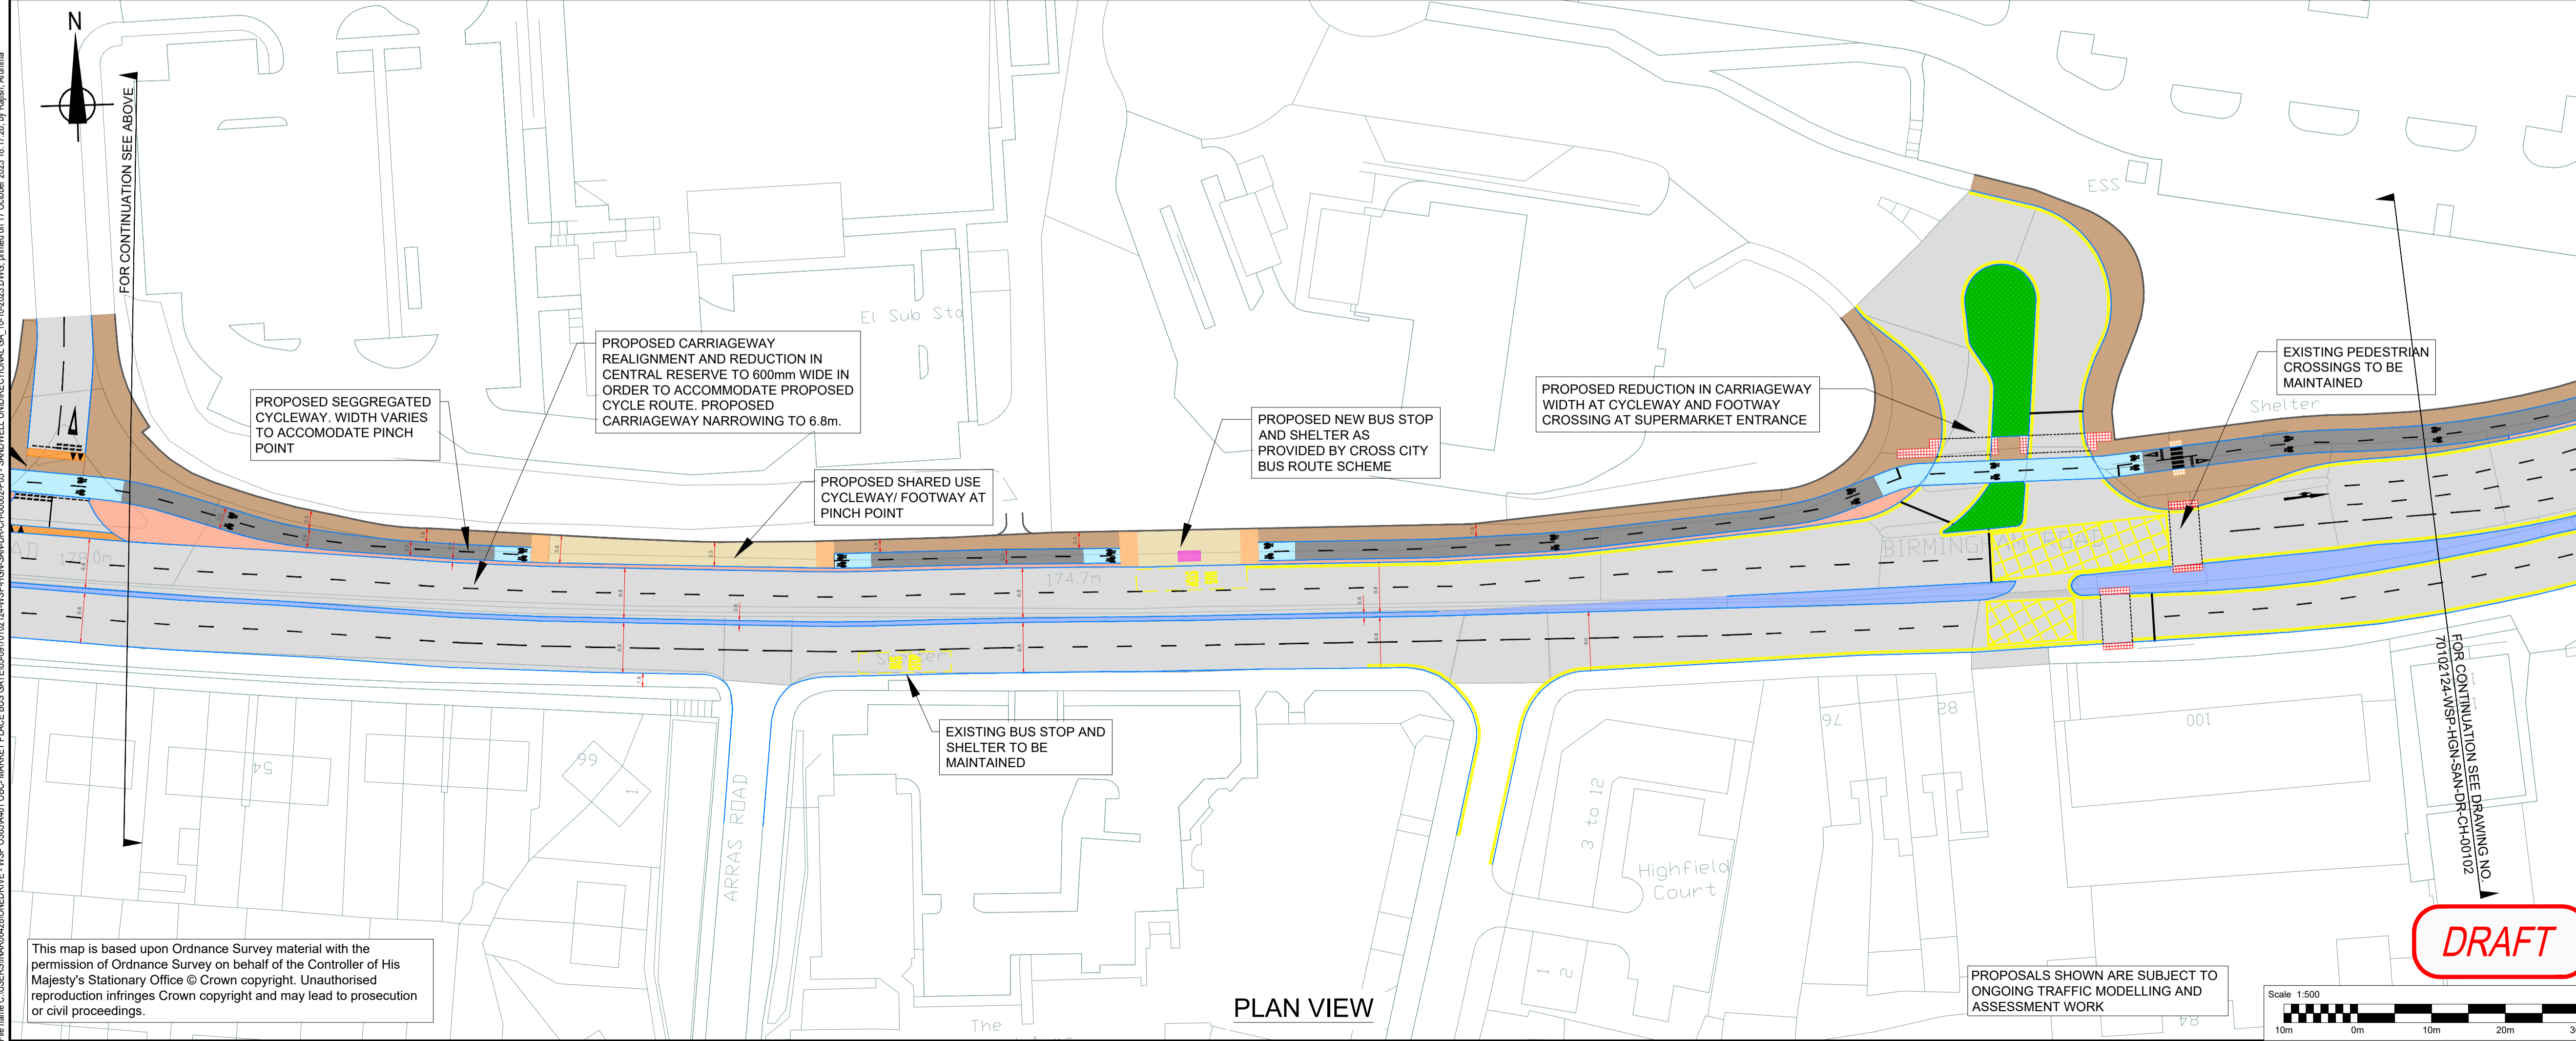 N
FOR CONTINUATION SEE ABOVE
PROPOSED SEGGREGATED
CYCLEWAY. WIDTH VARIES
TO ACCOMODATE PINCH
POINT
PROPOSED CARRIAGEWAY
REALIGNMENT AND REDUCTION IN
CENTRAL RESERVE TO 600mm WIDE IN
ORDER TO ACCOMMODATE PROPOSED
CYCLE ROUTE. PROPOSED
CARRIAGEWAY NARROWING TO 6.8m.
El Sub Sta
PROPOSED SHARED USE
CYCLEWAY/ FOOTWAY AT
PINCH POINT
PROPOSED NEW BUS STOP
AND SHELTER AS
PROVIDED BY CROSS CITY
BUS ROUTE SCHEME
PROPOSED REDUCTION IN CARRIAGEWAY
WIDTH AT CYCLEWAY AND FOOTWAY
CROSSING AT SUPERMARKET ENTRANCE
ESS
EXISTING PEDESTRIAN
CROSSINGS TO BE
MAINTAINED
Shelter
AD
178.0m
174.7m
BIRMINGHAM ROAD
Shelter
EXISTING BUS STOP AND
SHELTER TO BE
MAINTAINED
54
66
1
ARRAS ROAD
3 to 12
Highfield
Court
1
2
76
82
100
84
The
FOR CONTINUATION SEE DRAWING NO.
70102124-WSP-HGN-SAN-DR-CH-00102
This map is based upon Ordnance Survey material with the
permission of Ordnance Survey on behalf of the Controller of His
Majesty's Stationary Office © Crown copyright. Unauthorised
reproduction infringes Crown copyright and may lead to prosecution
or civil proceedings.
PLAN VIEW
PROPOSALS SHOWN ARE SUBJECT TO
ONGOING TRAFFIC MODELLING AND
ASSESSMENT WORK
DRAFT
Scale 1:500
10m 0m 10m 20m